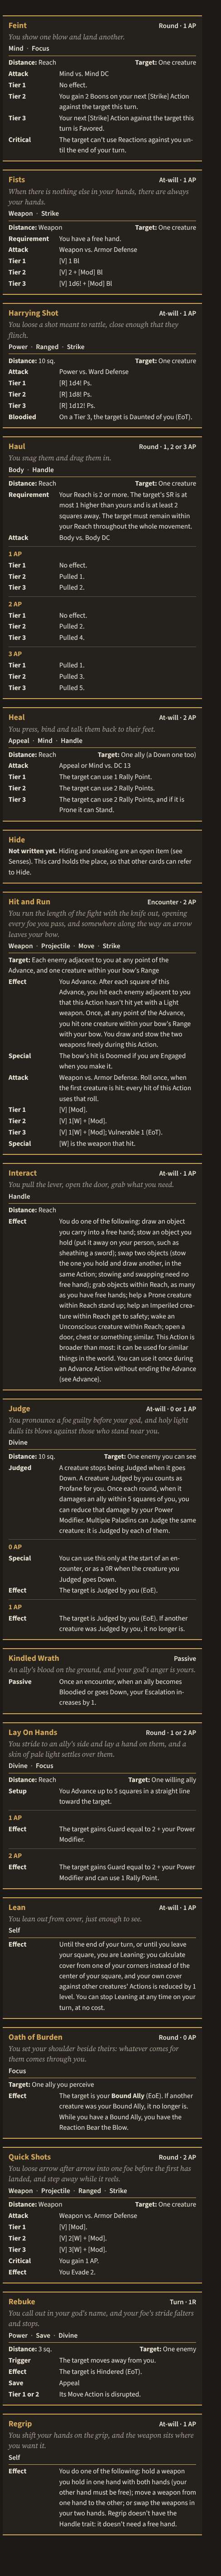 Feint Round · 1 AP
You show one blow and land another.
Mind · Focus
Distance: Reach Target: One creature
Attack Mind vs. Mind DC
Tier 1 No effect.
Tier 2 You gain 2 Boons on your next [Strike] Action
against the target this turn.
Tier 3 Your next [Strike] Action against the target this
turn is Favored.
Critical The target can't use Reactions against you un-
til the end of your turn.
Fists At-will · 1 AP
When there is nothing else in your hands, there are always
your hands.
Weapon · Strike
Distance: Weapon Target: One creature
Requirement You have a free hand.
Attack Weapon vs. Armor Defense
Tier 1 [V] 1 Bl
Tier 2 [V] 2 + [Mod] Bl
Tier 3 [V] 1d6! + [Mod] Bl
Harrying Shot At-will · 1 AP
You loose a shot meant to rattle, close enough that they
flinch.
Power · Ranged · Strike
Distance: 10 sq. Target: One creature
Attack Power vs. Ward Defense
Tier 1 [R] 1d4! Ps.
Tier 2 [R] 1d8! Ps.
Tier 3 [R] 1d12! Ps.
Bloodied On a Tier 3, the target is Daunted of you (EoT).
Haul Round · 1, 2 or 3 AP
You snag them and drag them in.
Body · Handle
Distance: Reach Target: One creature
Requirement Your Reach is 2 or more. The target's SR at
most 1 higher than yours and is at least 2
squares away. The target must remain within
your Reach throughout the whole movement.
Attack Body vs. Body DC
1 AP
Tier 1 No effect.
Tier 2 Pulled 1.
Tier 3 Pulled 2.
2 AP
Tier 1 No effect.
Tier 2 Pulled 2.
Tier 3 Pulled 4.
3 AP
Tier 1 Pulled 1.
Tier 2 Pulled 3.
Tier 3 Pulled 5.
Heal At-will · 2 AP
You press, bind and talk them back to their feet.
Appeal · Mind · Handle
Distance: Reach Target: One ally (a Down one too)
Attack Appeal or Mind vs. DC 13
Tier 1 The target can use 1 Rally Point.
Tier 2 The target can use 2 Rally Points.
Tier 3 The target can use 2 Rally Points, and if it is
Prone it can Stand.
Hide
Not written yet. Hiding and sneaking are an open item (see
Senses). This card holds the place, so that other cards can refer
to Hide.
Hit and Run Encounter · 2 AP
You run the length of the fight with the knife out, opening
every foe you pass, and somewhere along the way an arrow
leaves your bow.
Weapon · Projectile · Move · Strike
Target: Each enemy adjacent to you at any point of the
Advance, and one creature within your bow's Range
Effect You Advance. After each square of this
Advance, you hit each enemy adjacent to you
that this Action hasn't hit yet with a Light
weapon. Once, at any point of the Advance,
you hit one creature within your bow's Range
with your bow. You draw and stow the two
weapons freely during this Action.
Special The bow's hit is Doomed if you are Engaged
when you make it.
Attack Weapon vs. Armor Defense. Roll once, when
the first creature is hit: every hit of this Action
uses that roll.
Tier 1 [V] [Mod].
Tier 2 [V] 1[W] + [Mod].
Tier 3 [V] 1[W] + [Mod]; Vulnerable 1 (EoT).
Special [W] is the weapon that hit.
Interact At-will · 1 AP
You pull the lever, open the door, grab what you need.
Handle
Distance: Reach
Effect You do one of the following: draw an object
you carry into a free hand; stow an object you
hold (put it away on your person, such as
sheathing a sword); swap two objects (stow
the one you hold and draw another, in the
same Action; stowing and swapping need no
free hand); grab objects within Reach, as many
as you have free hands; help a Prone creature
within Reach stand up; help an Imperiled crea-
ture within Reach get to safety; wake an
Unconscious creature within Reach; open a
door, chest or something similar. This Action is
broader than most: it can be used for similar
things in the world. You can use it once during
an Advance Action without ending the Advance
(see Advance).
Judge At-will · 0 or 1 AP
You pronounce a foe guilty before your god, and holy light
dulls its blows against those who stand near you.
Divine
Distance: 10 sq. Target: One enemy you can see
Judged A creature stops being Judged when it goes
Down. A creature Judged by you counts as
Profane for you. Once each round, when it
damages an ally within 5 squares of you, you
can reduce that damage by your Power
Modifier. Multiple Paladins can Judge the same
creature: it is Judged by each of them.
0 AP
Special You can use this only at the start of an en-
counter, or as a 0R when the creature you
Judged goes Down.
Effect The target is Judged by you (EoE).
1 AP
Effect The target is Judged by you (EoE). If another
creature was Judged by you, it no longer is.
Kindled Wrath Passive
An ally's blood on the ground, and your god's anger is yours.
Passive Once an encounter, when an ally becomes
Bloodied or goes Down, your Escalation in-
creases by 1.
Lay On Hands Round · 1 or 2 AP
You stride to an ally's side and lay a hand on them, and a
skin of pale light settles over them.
Divine · Focus
Distance: Reach Target: One willing ally
Setup You Advance up to 5 squares in a straight line
toward the target.
1 AP
Effect The target gains Guard equal to 2 + your Power
Modifier.
2 AP
Effect The target gains Guard equal to 2 + your Power
Modifier and can use 1 Rally Point.
Lean At-will · 1 AP
You lean out from cover, just enough to see.
Self
Effect Until the end of your turn, or until you leave
your square, you are Leaning: you calculate
cover from one of your corners instead of the
center of your square, and your own cover
against other creatures' Actions is reduced by 1
level. You can stop Leaning at any time on your
turn, at no cost.
Oath of Burden Round · 0 AP
You set your shoulder beside theirs: whatever comes for
them comes through you.
Focus
Target: One ally you perceive
Effect The target is your Bound Ally (EoE). If another
creature was your Bound Ally, it no longer is.
While you have a Bound Ally, you have the
Reaction Bear the Blow.
Quick Shots Round · 2 AP
You loose arrow after arrow into one foe before the first has
landed, and step away while it reels.
Weapon · Projectile · Ranged · Strike
Distance: Weapon Target: One creature
Attack Weapon vs. Armor Defense
Tier 1 [V] [Mod].
Tier 2 [V] 2[W] + [Mod].
Tier 3 [V] 3[W] + [Mod].
Critical You gain 1 AP.
Effect You Evade 2.
Rebuke Turn · 1R
You call out in your god's name, and your foe's stride falters
and stops.
Power · Save · Divine
Distance: 3 sq. Target: One enemy
Trigger The target moves away from you.
Effect The target is Hindered (EoT).
Save Appeal
Tier 1 or 2 Its Move Action is disrupted.
Regrip At-will · 1 AP
You shift your hands on the grip, and the weapon sits where
you want it.
Self
Effect You do one of the following: hold a weapon
you hold in one hand with both hands (your
other hand must be free); move a weapon from
one hand to the other; or swap the weapons in
your two hands. Regrip doesn't have the
Handle trait: it doesn't need a free hand.